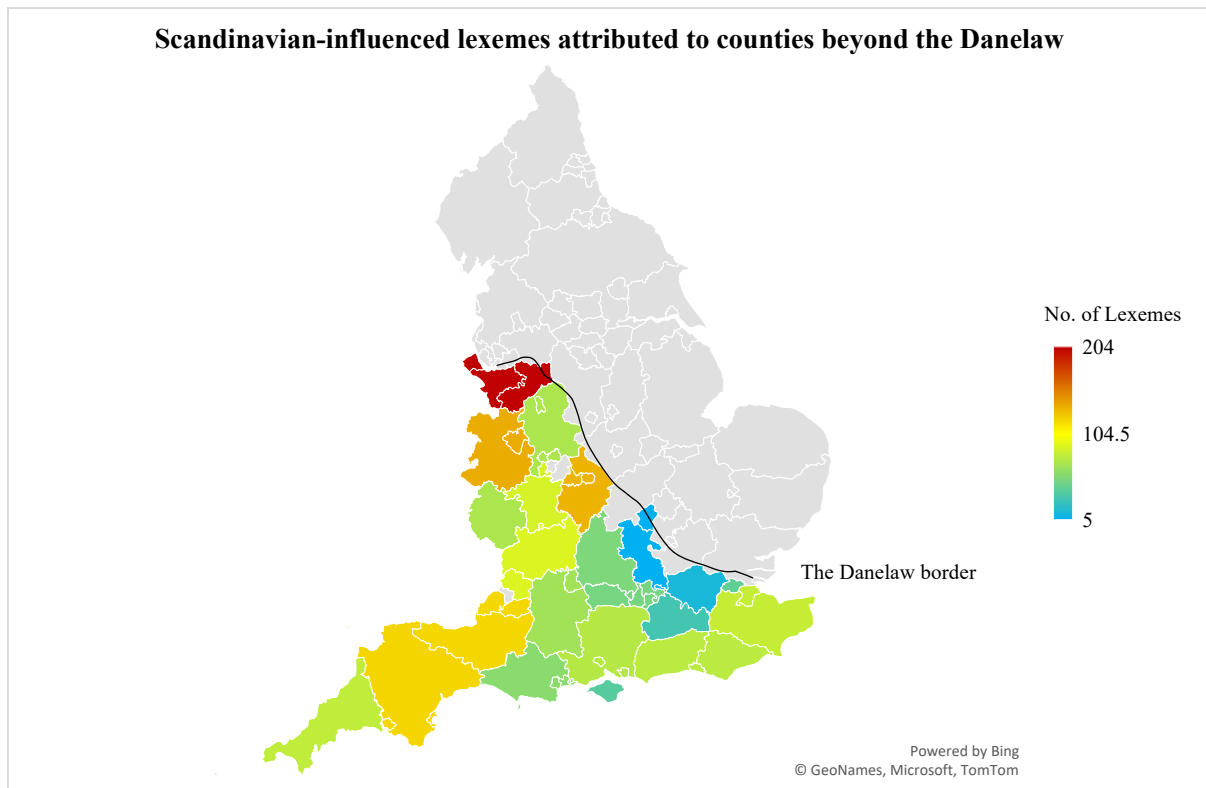 Scandinavian-influenced lexemes attributed to counties beyond the Danelaw
No. of Lexemes
204
104.5
5
The Danelaw border
Powered by Bing
© GeoNames, Microsoft, TomTom